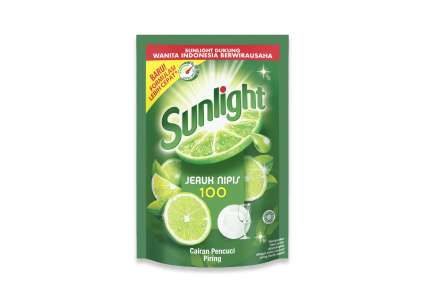 SUNLIGHT DUKUNG
WANITA INDONESIA BERWIRAUSAHA
BARU!
FORMULASI
LEBIH CEPAT*
Sunlight
JERUK NIPIS
100
Cairan Pencuci
Piring